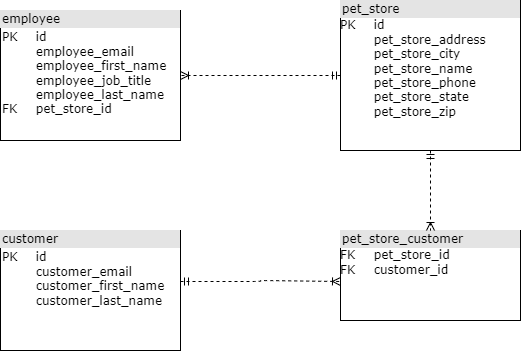 employee
PK id
employee_email
employee_first_name
employee_job_title
employee_last_name
FK pet_store_id
pet_store
PK id
pet_store_address
pet_store_city
pet_store_name
pet_store_phone
pet_store_state
pet_store_zip
customer
PK id
customer_email
customer_first_name
customer_last_name
pet_store_customer
FK pet_store_id
FK customer_id